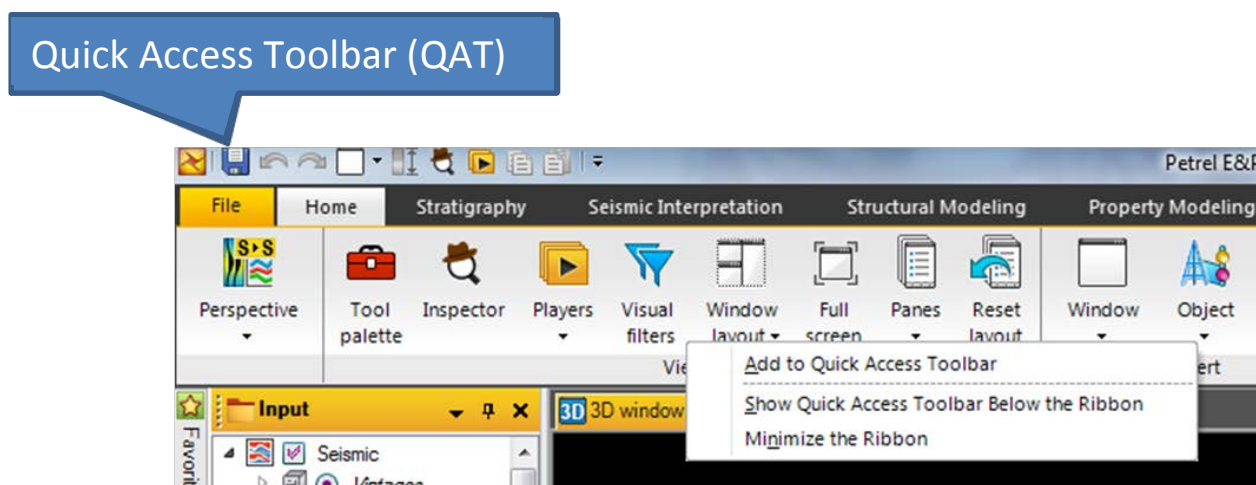 Quick Access Toolbar (QAT)
Petrel E&P
File Home Stratigraphy Seismic Interpretation Structural Modeling Property Modeling
S S
Perspective Tool palette Inspector Players Visual filters Window layout Full screen Panes Reset layout Window Object
Add to Quick Access Toolbar
Show Quick Access Toolbar Below the Ribbon
Minimize the Ribbon
Input
3D 3D window
Seismic